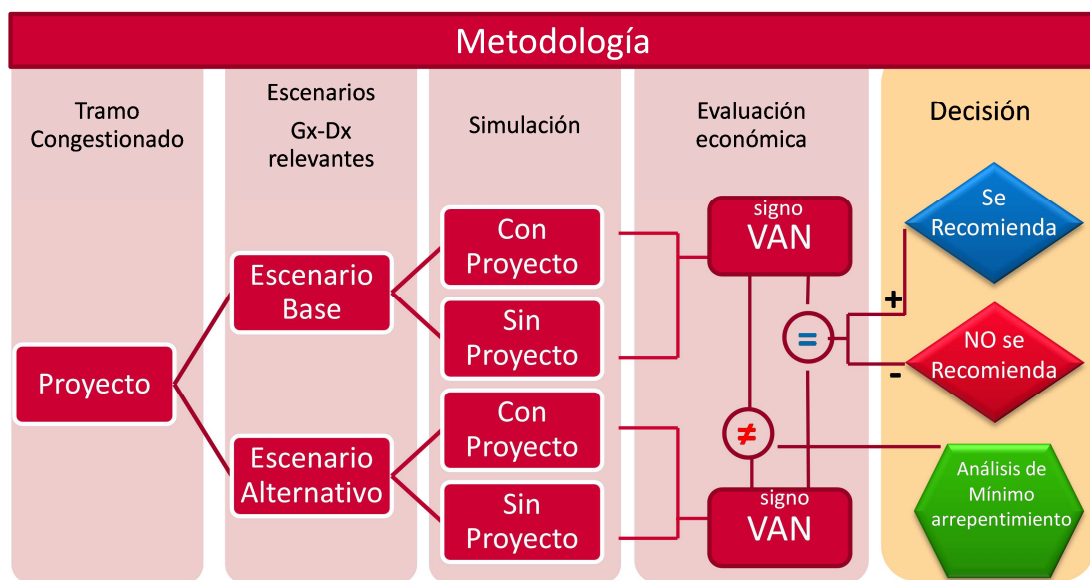 Metodología
Tramo
Congestionado
Escenarios
Gx-Dx
relevantes
Simulación
Evaluación
económica
Decisión
Proyecto
Escenario
Base
Escenario
Alternativo
Con
Proyecto
Sin
Proyecto
Con
Proyecto
Sin
Proyecto
signo
VAN
=
≠
signo
VAN
+
-
Se
Recomienda
NO se
Recomienda
Análisis de
Mínimo
arrepentimiento